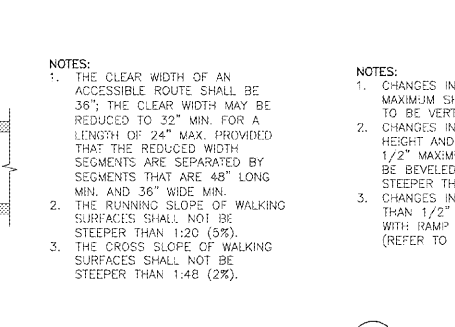 NOTES:
1. THE CLEAR WIDTH OF AN
ACCESSIBLE ROUTE SHALL BE
36"; THE CLEAR WIDTH MAY BE
REDUCED TO 32" MIN. FOR A
LENGTH OF 24" MAX. PROVIDED
THAT THE REDUCED WIDTH
SEGMENTS ARE SEPARATED BY
SEGMENTS THAT ARE 48" LONG
MIN. AND 36" WIDE MIN.
2. THE RUNNING SLOPE OF WALKING
SURFACES SHALL NOT BE
STEEPER THAN 1:20 (5%).
3. THE CROSS SLOPE OF WALKING
SURFACES SHALL NOT BE
STEEPER THAN 1:48 (2%).
NOTES:
1. CHANGES IN
MAXIMUM SH
TO BE VERT
2. CHANGES IN
HEIGHT AND
1/2" MAXIM
BE BEVELED
STEEPER TH
3. CHANGES IN
THAN 1/2"
WITH RAMP
(REFER TO